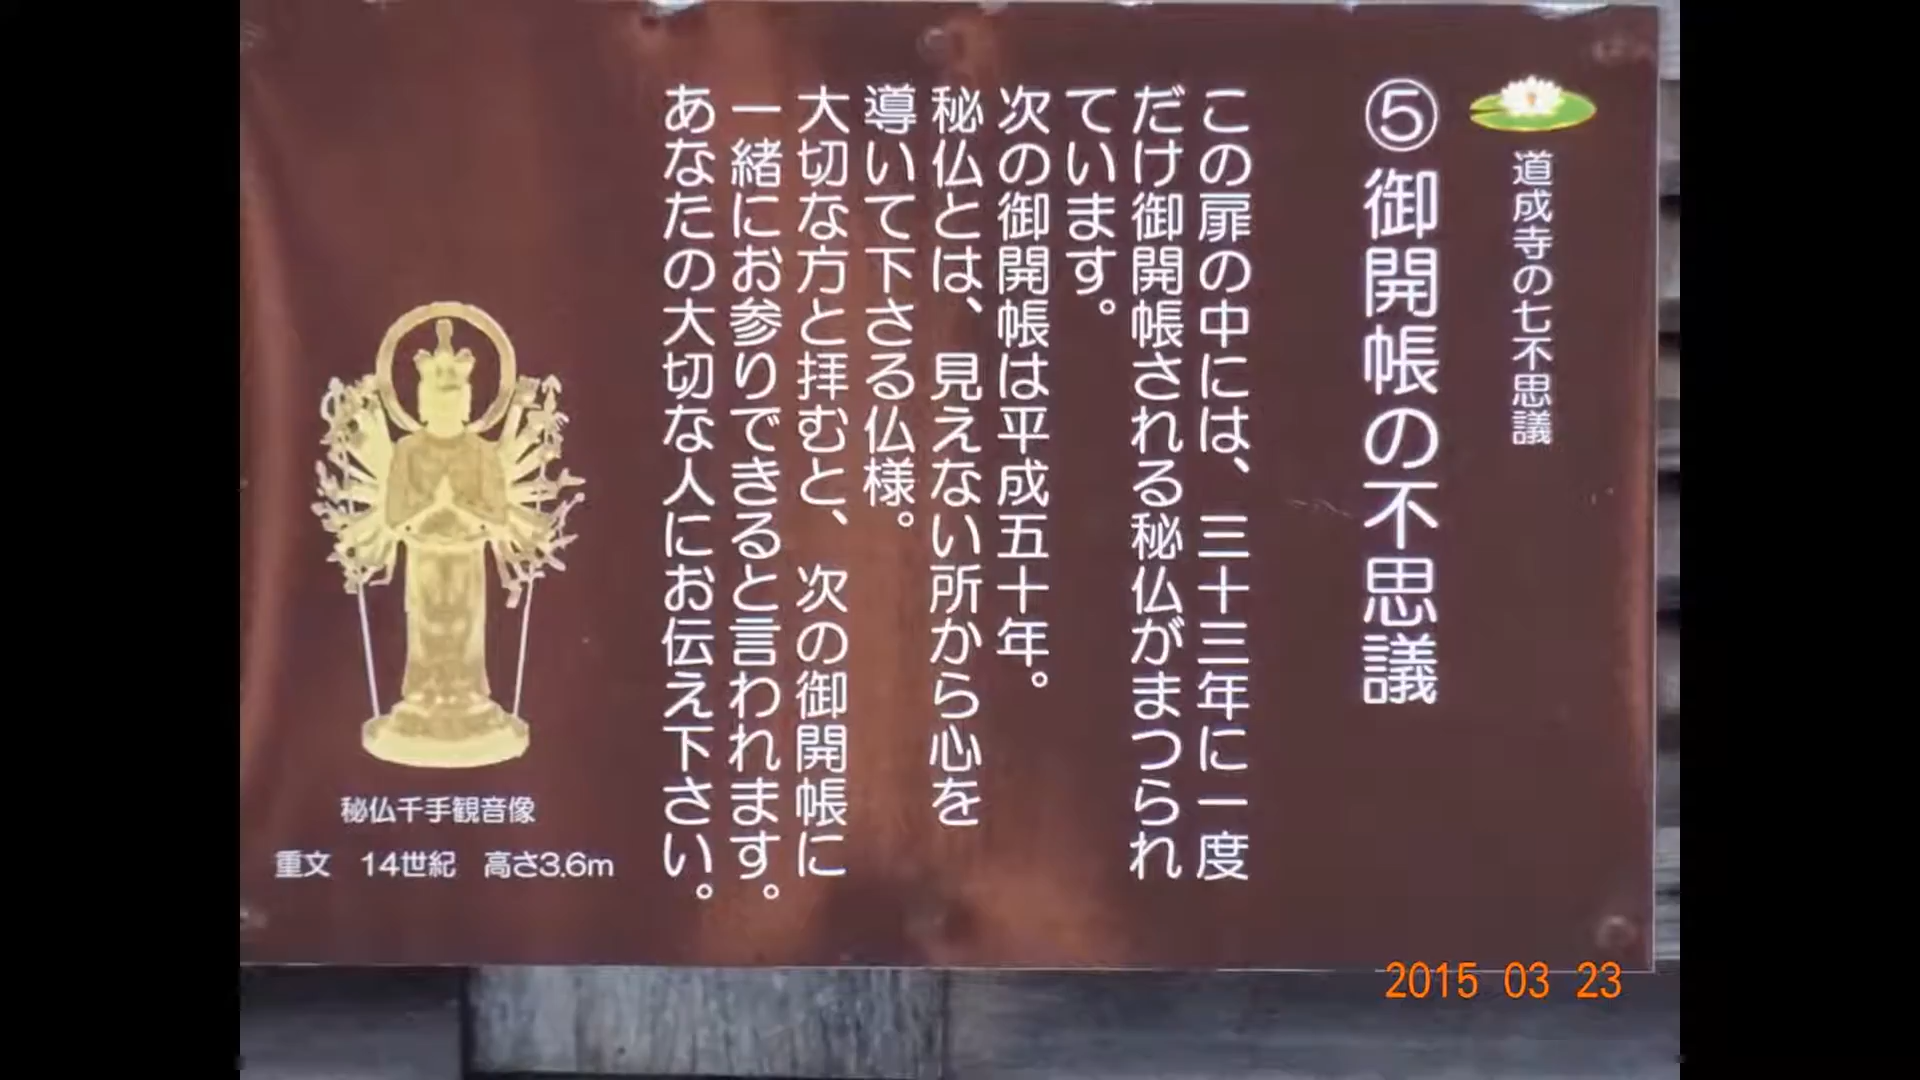 道成寺の七不思議
⑤御開帳の不思議
この扉の中には、三十三年に一度
だけ御開帳される秘仏がまつられ
ています。
次の御開帳は平成五十年。
秘仏とは、見えない所から心を
導いて下さる仏様。
大切な方と拝むと、次の御開帳に
一緒にお参りできると言われます。
あなたの大切な人にお伝え下さい。
秘仏千手観音像
重文 14世紀 高さ3.6m
2015 03 23